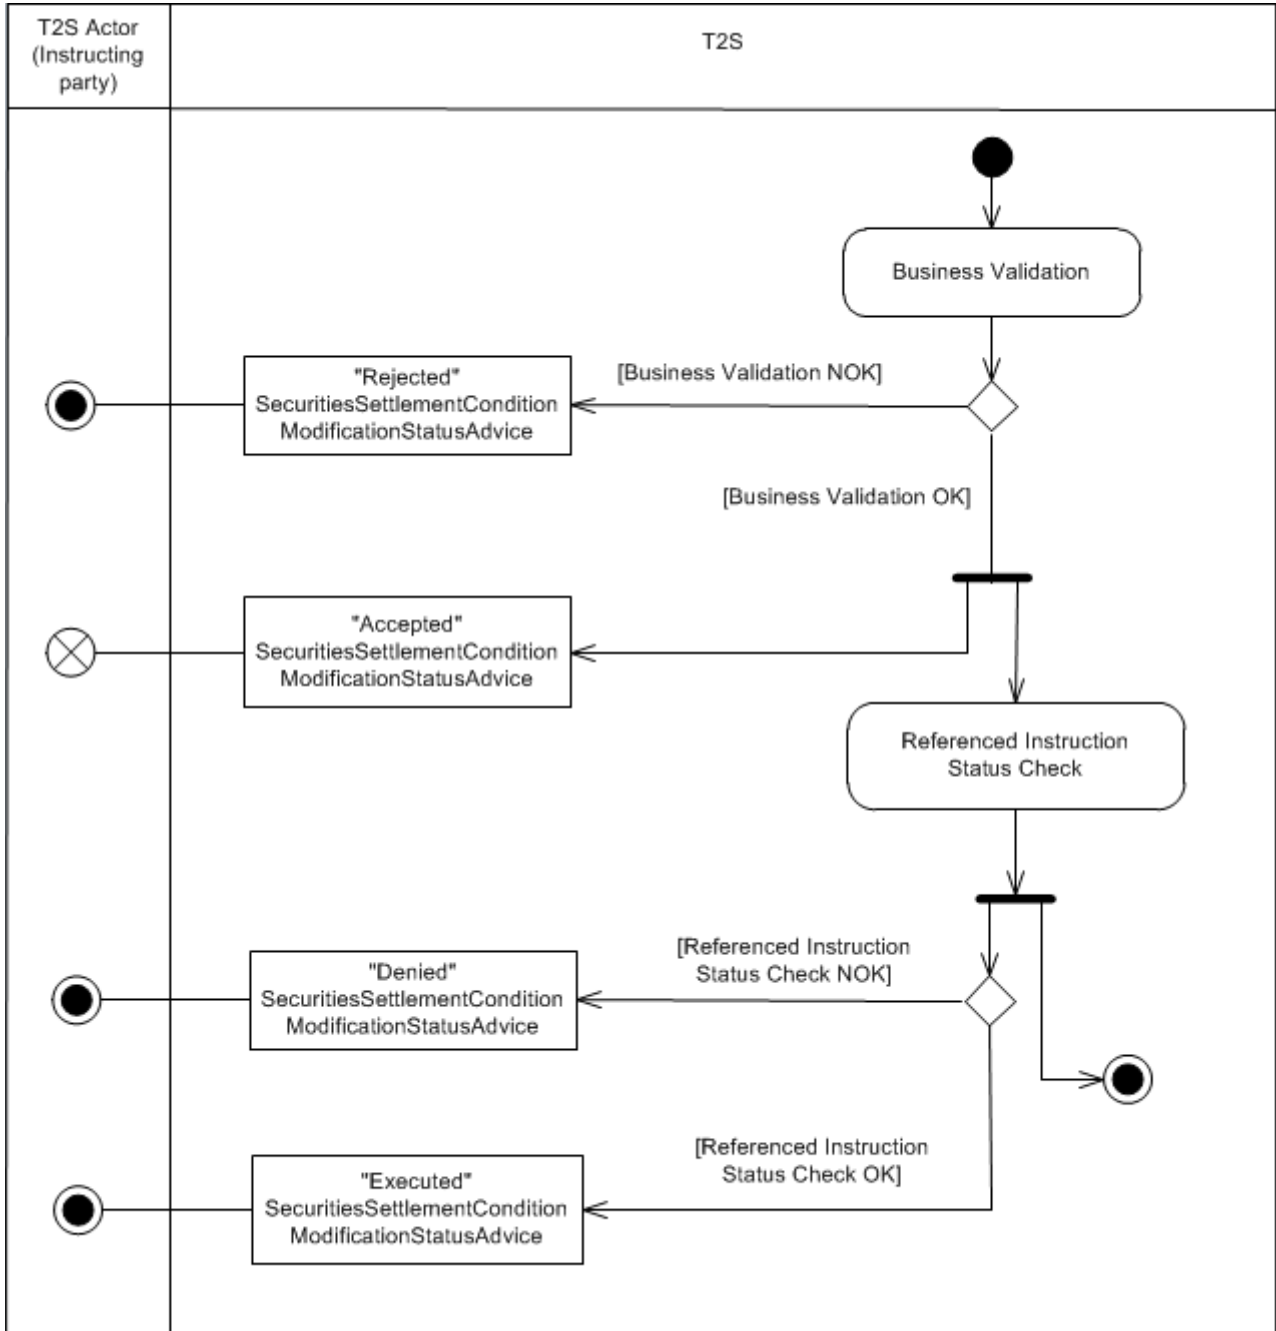 T2S Actor
(Instructing
party)
T2S
Business Validation
[Business Validation NOK]
"Rejected"
SecuritiesSettlementCondition
ModificationStatusAdvice
[Business Validation OK]
"Accepted"
SecuritiesSettlementCondition
ModificationStatusAdvice
Referenced Instruction
Status Check
[Referenced Instruction
Status Check NOK]
"Denied"
SecuritiesSettlementCondition
ModificationStatusAdvice
[Referenced Instruction
Status Check OK]
"Executed"
SecuritiesSettlementCondition
ModificationStatusAdvice